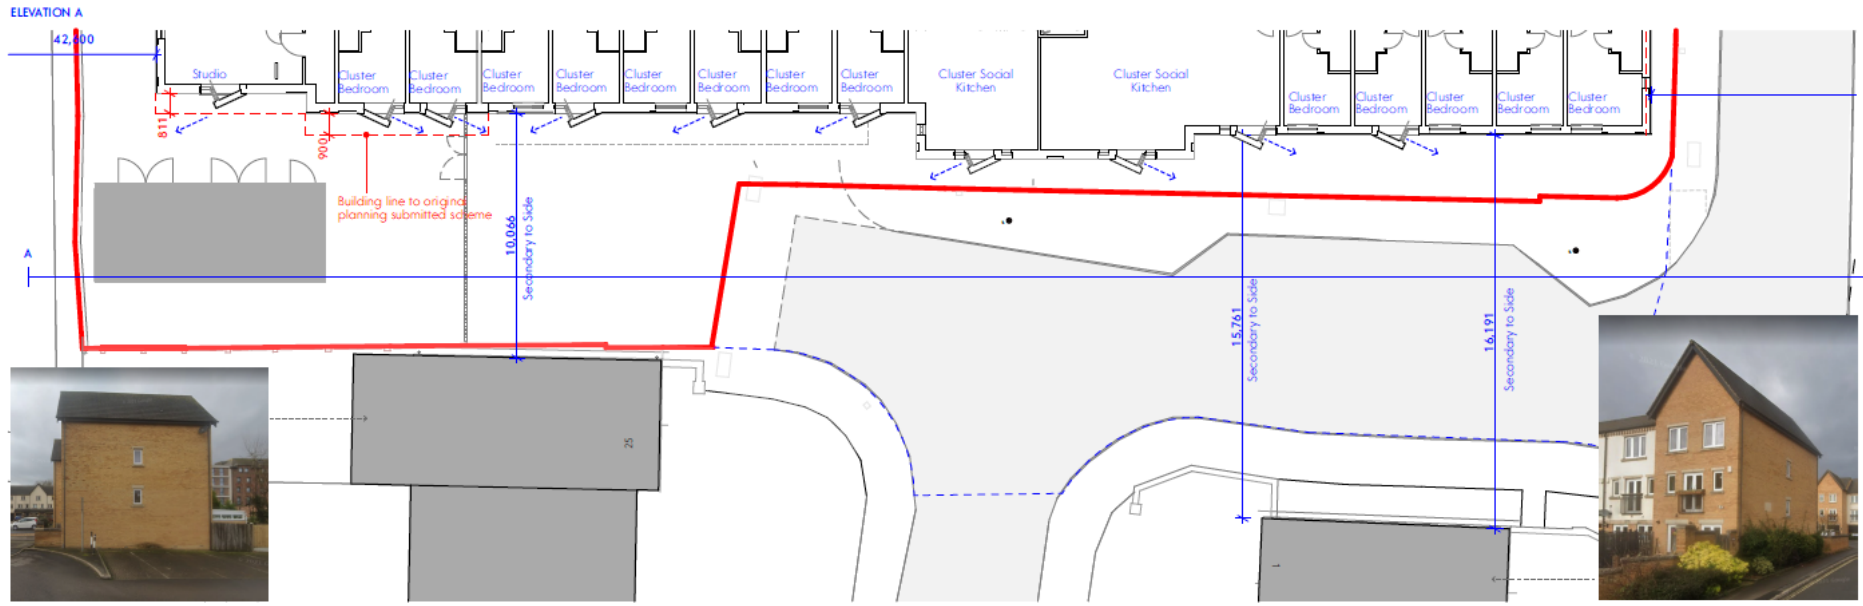 ELEVATION A
42,600
Studio
Cluster
Bedroom
Cluster
Bedroom
Cluster
Bedroom
Cluster
Bedroom
Cluster
Bedroom
Cluster
Bedroom
Cluster
Bedroom
Cluster
Bedroom
Cluster Social
Kitchen
Cluster Social
Kitchen
Cluster
Bedroom
Cluster
Bedroom
Cluster
Bedroom
Cluster
Bedroom
Cluster
Bedroom
811
900
Building line to original
planning submitted scheme
10,066
Secondary to Side
A
15,761
Secondary to Side
16,191
Secondary to Side
25
1